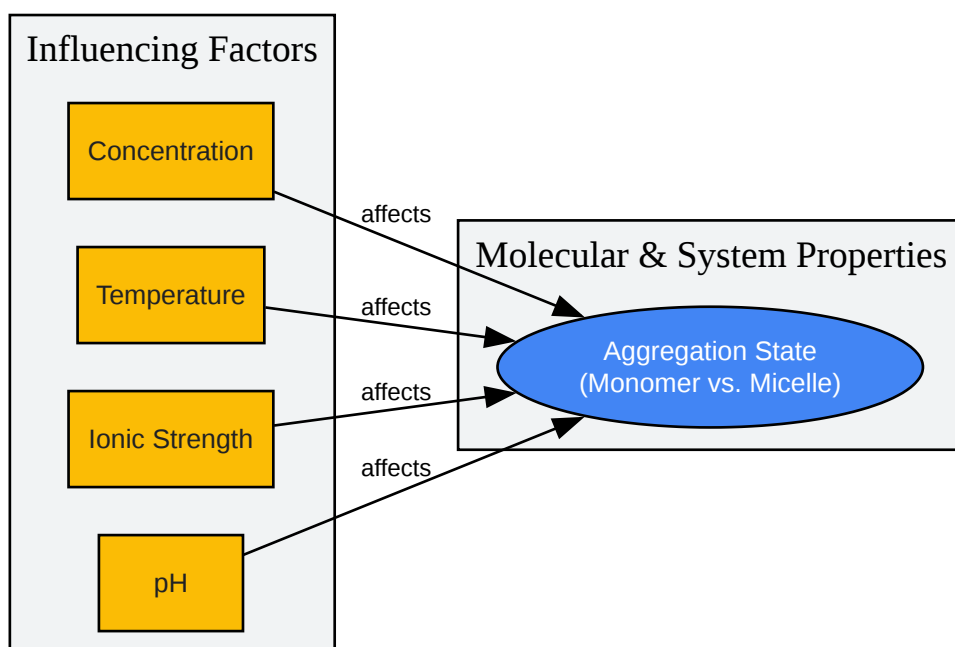 Influencing Factors
Concentration
affects
Molecular & System Properties
Temperature
affects
Aggregation State
(Monomer vs. Micelle)
Ionic Strength
affects
affects
pH